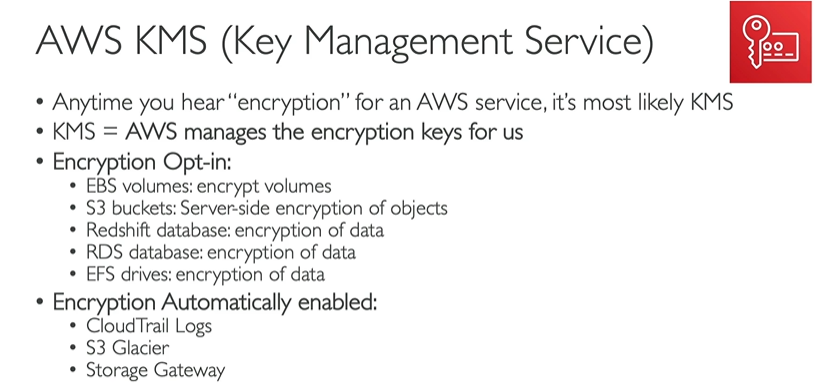 AWS KMS (Key Management Service)
• Anytime you hear “encryption” for an AWS service, it’s most likely KMS
• KMS = AWS manages the encryption keys for us
• Encryption Opt-in:
• EBS volumes: encrypt volumes
• S3 buckets: Server-side encryption of objects
• Redshift database: encryption of data
• RDS database: encryption of data
• EFS drives: encryption of data
• Encryption Automatically enabled:
• CloudTrail Logs
• S3 Glacier
• Storage Gateway